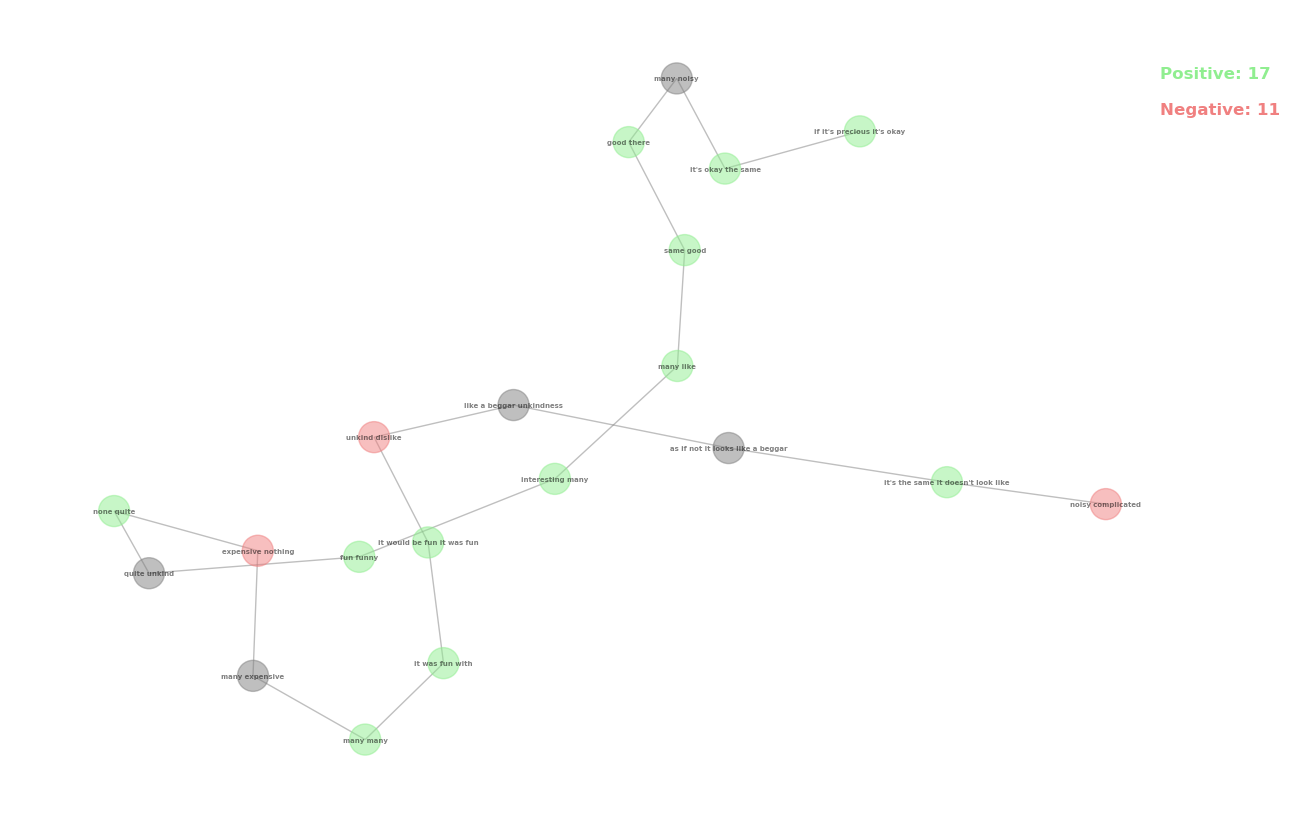 Positive: 17
many noisy
Negative: 11
If it's precious it's okay
good there
It's okay the same
same good
many like
like a beggar unkindness
unkind dislike
as if not it looks like a beggar
interesting many
It's the same it doesn't look like
noisy complicated
none quite
It would be fun it was fun
expensive nothing
fun funny
quite unkind
It was fun with
many expensive
many many